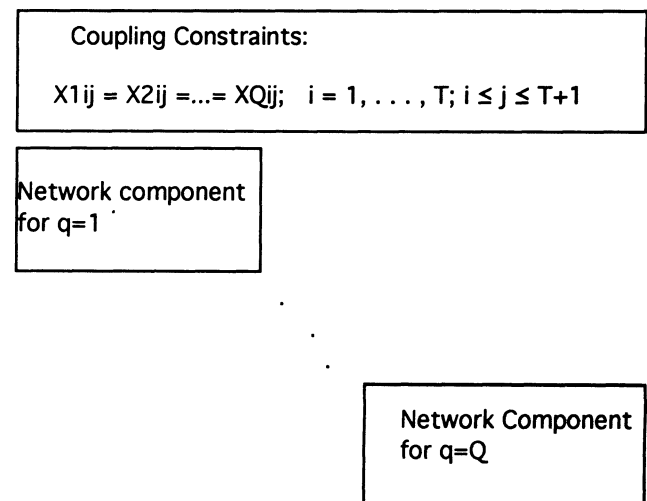 Coupling Constraints:
X1ij = X2ij =...= XQij; i = 1, . . . , T; i ≤ j ≤ T+1
Network component
for q=1
.
.
.
Network Component
for q=Q